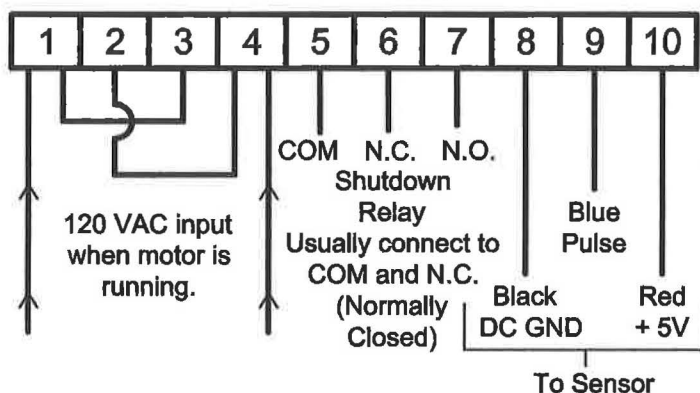 1 2 3 4 5 6 7 8 9 10
COM N.C. N.O.
Shutdown
Relay
Usually connect to
COM and N.C.
(Normally
Closed)
120 VAC input
when motor is
running.
Blue
Pulse
Black
DC GND
Red
+ 5V
To Sensor